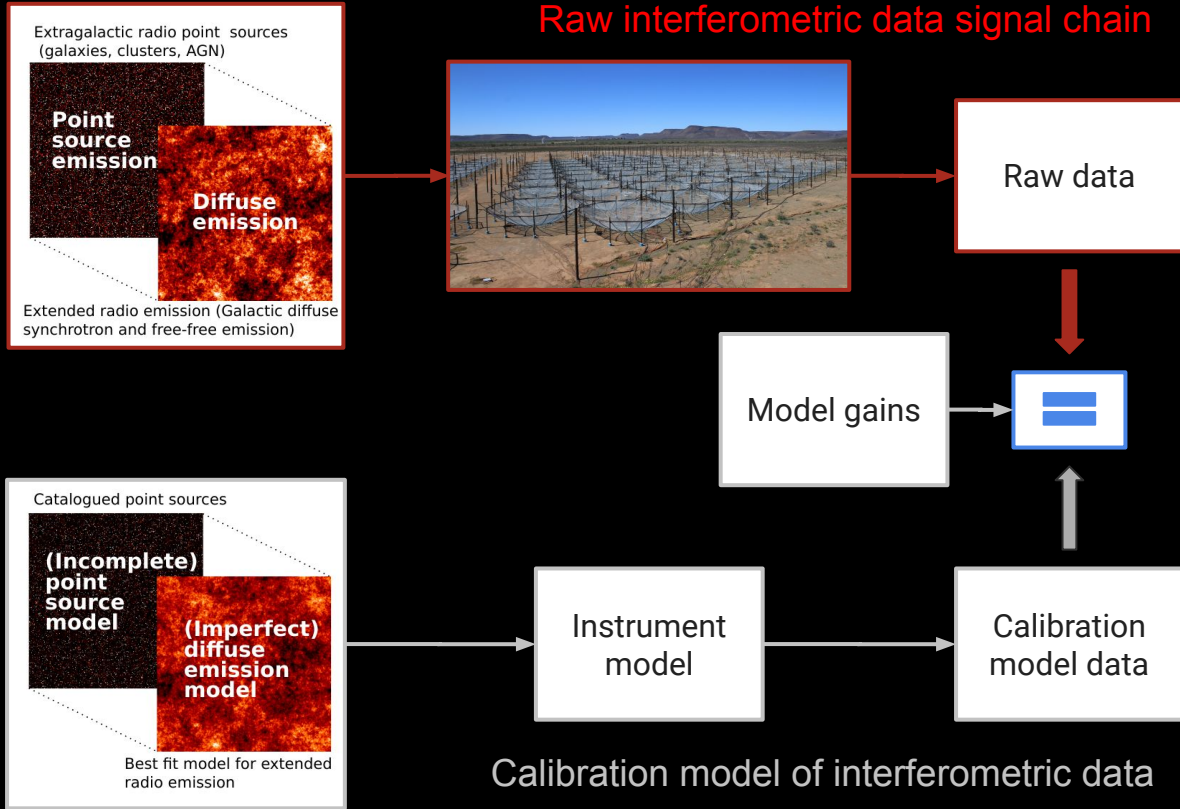 Raw interferometric data signal chain
Extragalactic radio point sources
(galaxies, clusters, AGN)
Point
source
emission
Diffuse
emission
Extended radio emission (Galactic diffuse
synchrotron and free-free emission)
Raw data
Model gains
Catalogued point sources
(Incomplete)
point
source
model
(Imperfect)
diffuse
emission
model
Best fit model for extended
radio emission
Instrument
model
Calibration
model data
Calibration model of interferometric data